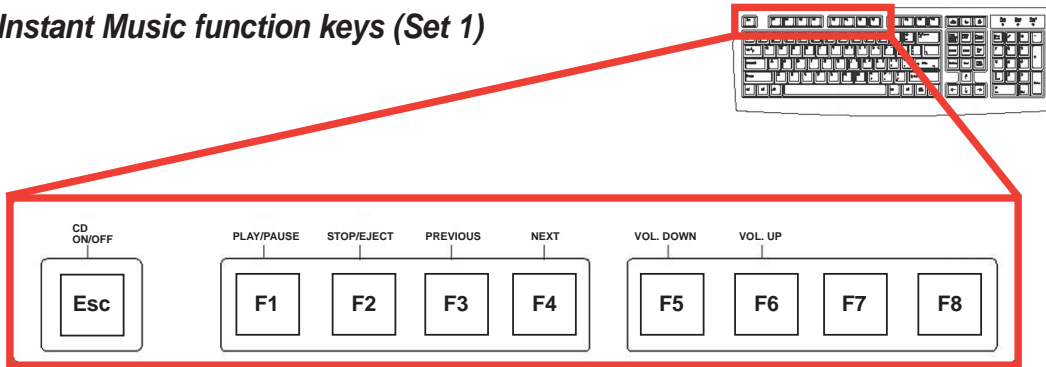 Instant Music function keys (Set 1)
CD
ON/OFF
PLAY/PAUSE STOP/EJECT PREVIOUS NEXT VOL. DOWN VOL. UP
Esc F1 F2 F3 F4 F5 F6 F7 F8